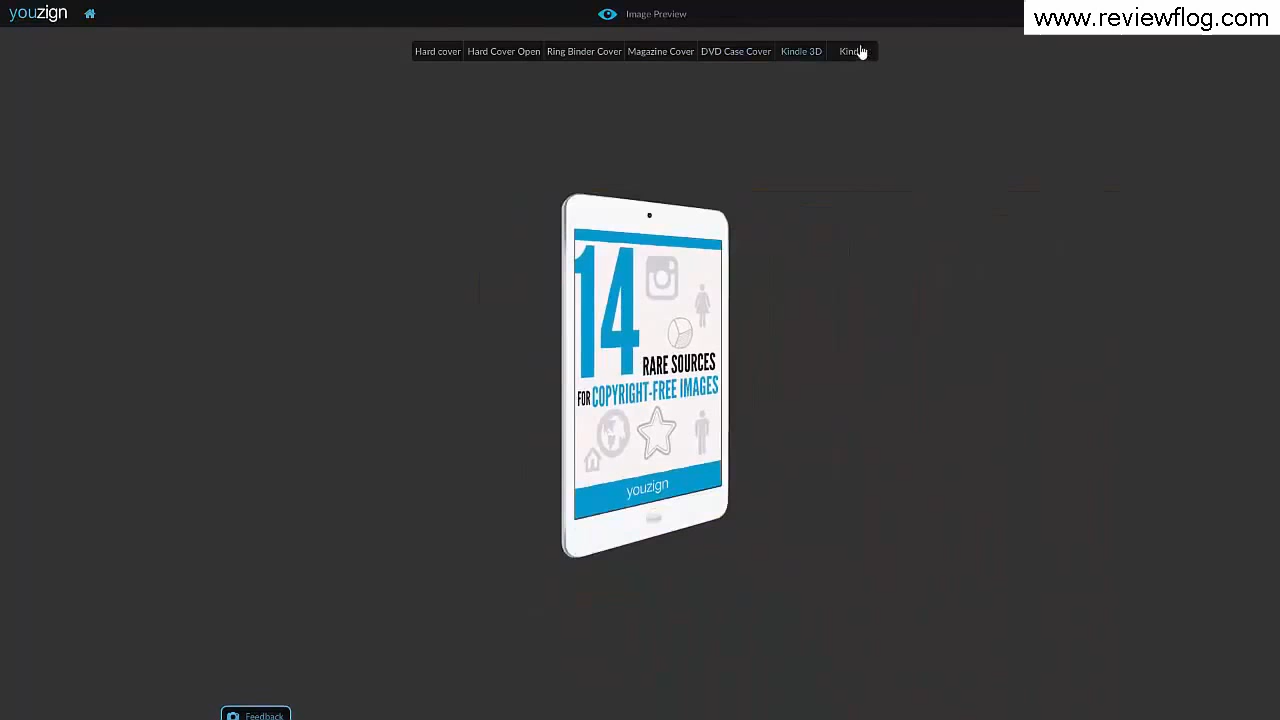 youzign
Image Preview
www.reviewflog.com
Hard cover
Hard Cover Open
Ring Binder Cover
Magazine Cover
DVD Case Cover
Kindle 3D
14
RARE SOURCES
FOR COPYRIGHT-FREE IMAGES
youzign
Feedback